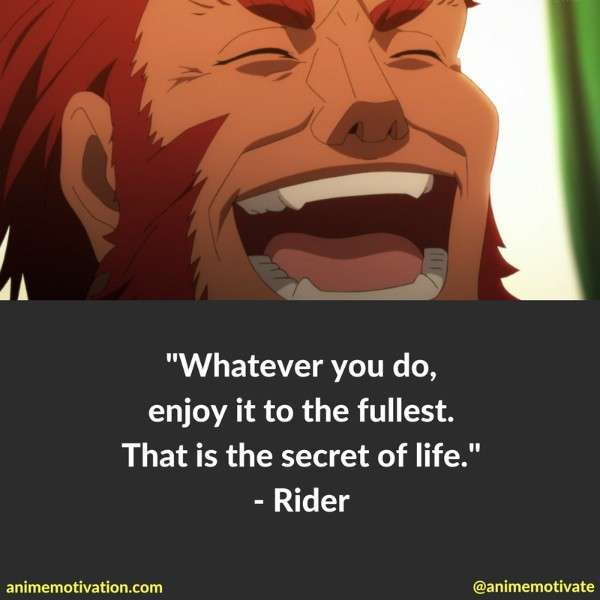 "Whatever you do,
enjoy it to the fullest.
That is the secret of life."
- Rider
animemotivation.com
@animemotivate